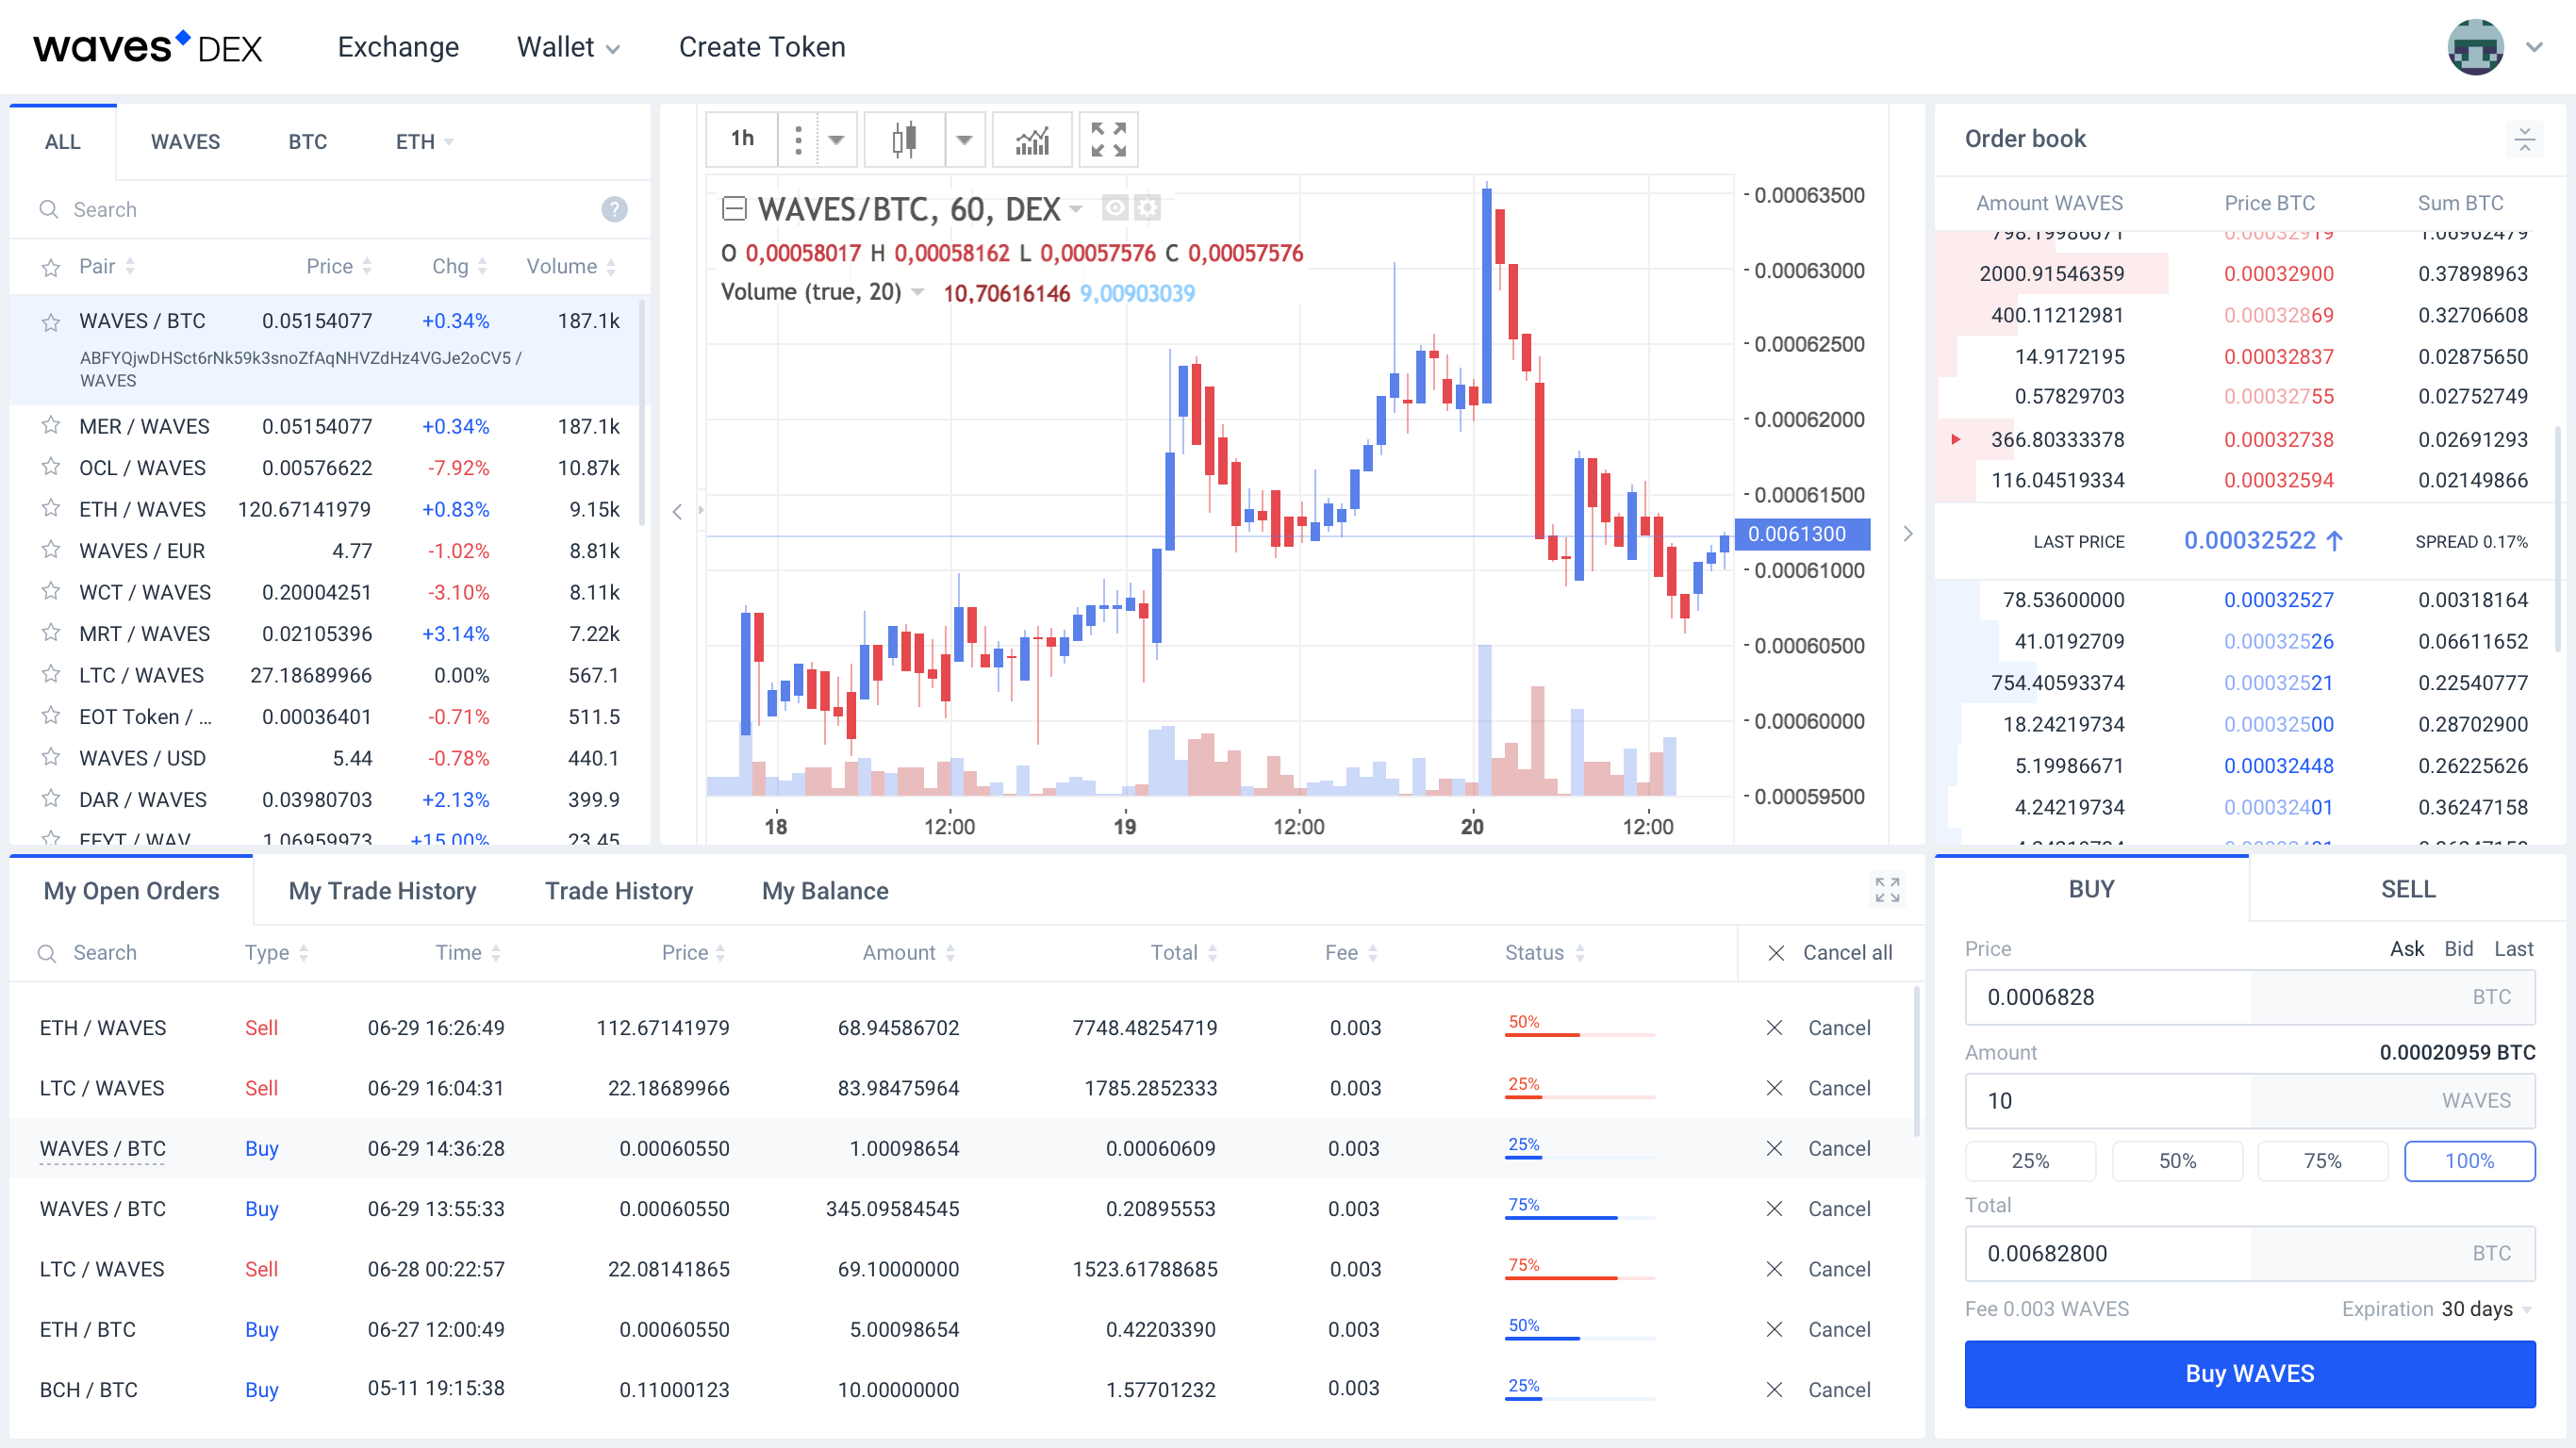 waves DEX
Exchange
Wallet
Create Token
ALL WAVES BTC ETH
Search ?
Pair Price Chg Volume
WAVES / BTC 0.05154077 +0.34% 187.1k
ABFYQjwDHSct6rNk59k3snoZfAqNHVZdHz4VGJe2oCV5 /
WAVES
MER / WAVES 0.05154077 +0.34% 187.1k
OCL / WAVES 0.00576622 -7.92% 10.87k
ETH / WAVES 120.67141979 +0.83% 9.15k
WAVES / EUR 4.77 -1.02% 8.81k
WCT / WAVES 0.20004251 -3.10% 8.11k
MRT / WAVES 0.02105396 +3.14% 7.22k
LTC / WAVES 27.18689966 0.00% 567.1
EOT Token / ... 0.00036401 -0.71% 511.5
WAVES / USD 5.44 -0.78% 440.1
DAR / WAVES 0.03980703 +2.13% 399.9
1.06959973 +15.00% 23.45
1h
WAVES/BTC, 60, DEX
O 0,00058017 H 0,00058162 L 0,00057576 C 0,00057576
Volume (true, 20) 10,70616146 9,00903039
0.00063500
0.00063000
0.00062500
0.00062000
0.00061500
0.0061300
0.00061000
0.00060500
0.00060000
0.00059500
18 12:00 19 12:00 20 12:00
Order book
Amount WAVES Price BTC Sum BTC
798.19986671 0.00032919 1.06962479
2000.91546359 0.00032900 0.37898963
400.11212981 0.00032869 0.32706608
14.9172195 0.00032837 0.02875650
0.57829703 0.00032755 0.02752749
366.80333378 0.00032738 0.02691293
116.04519334 0.00032594 0.02149866
LAST PRICE 0.00032522 ↑ SPREAD 0.17%
78.53600000 0.00032527 0.00318164
41.0192709 0.00032526 0.06611652
754.40593374 0.00032521 0.22540777
18.24219734 0.00032500 0.28702900
5.19986671 0.00032448 0.26225626
4.24219734 0.00032401 0.36247158
My Open Orders My Trade History Trade History My Balance
Search Type Time Price Amount Total Fee Status Cancel all
ETH / WAVES Sell 06-29 16:26:49 112.67141979 68.94586702 7748.48254719 0.003 50% Cancel
LTC / WAVES Sell 06-29 16:04:31 22.18689966 83.98475964 1785.2852333 0.003 25% Cancel
WAVES / BTC Buy 06-29 14:36:28 0.00060550 1.00098654 0.00060609 0.003 25% Cancel
WAVES / BTC Buy 06-29 13:55:33 0.00060550 345.09584545 0.20895553 0.003 75% Cancel
LTC / WAVES Sell 06-28 00:22:57 22.08141865 69.10000000 1523.61788685 0.003 75% Cancel
ETH / BTC Buy 06-27 12:00:49 0.00060550 5.00098654 0.42203390 0.003 50% Cancel
BCH / BTC Buy 05-11 19:15:38 0.11000123 10.00000000 1.57701232 0.003 25% Cancel
BUY SELL
Price Ask Bid Last
0.0006828 BTC
Amount 0.00020959 BTC
10 WAVES
25% 50% 75% 100%
Total
0.00682800 BTC
Fee 0.003 WAVES Expiration 30 days
Buy WAVES